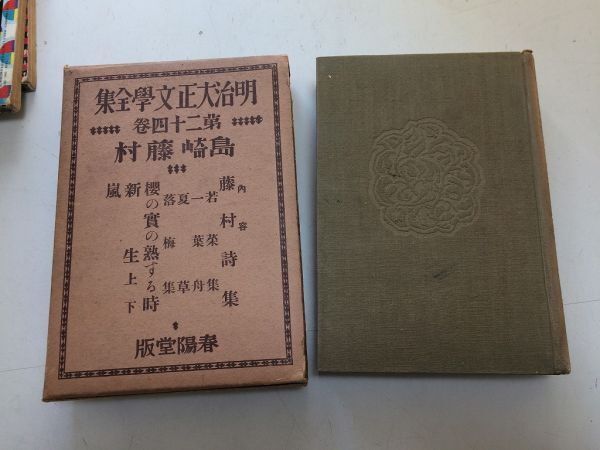 明治大正文學全集
第二十四卷
島崎藤村
內容
藤村詩集
若菜集
一葉舟
夏草
落梅集
櫻の實の熟する時
新生上下
嵐
春陽堂版